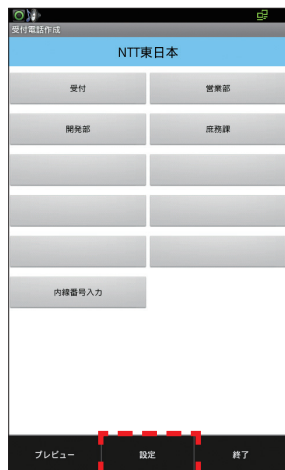 受付電話作成
NTT東日本
受付 営業部
開発部 庶務課
内線番号入力
プレビュー 設定 終了